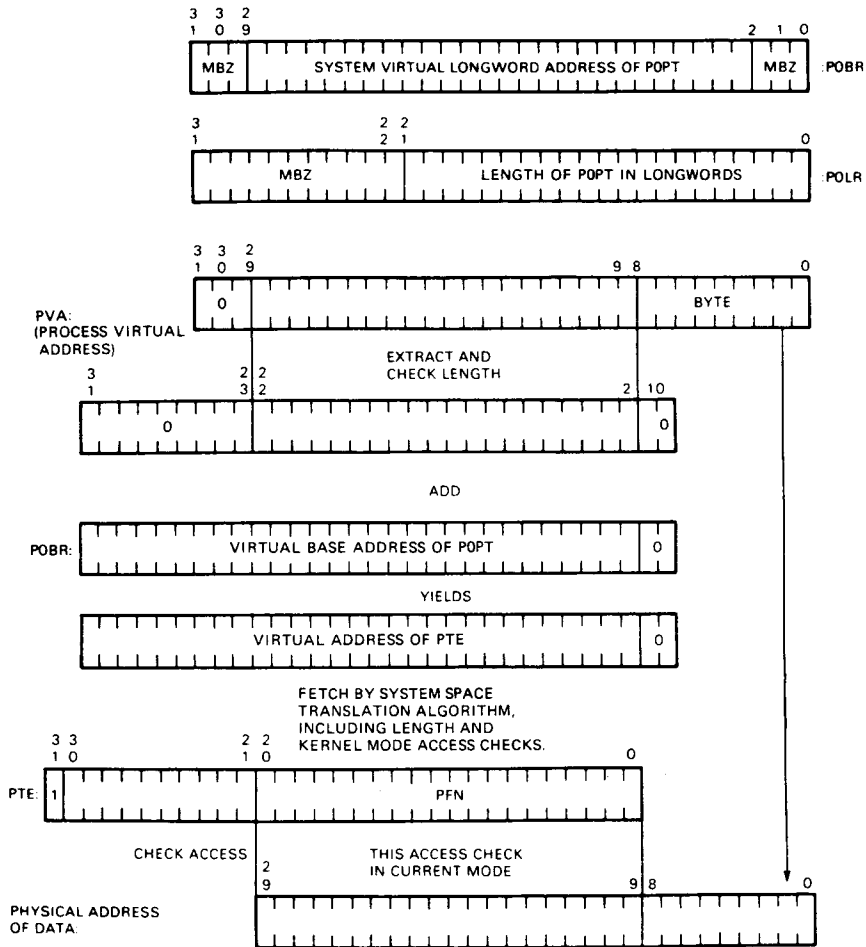 3 3 2
1 0 9 2 1 0
MBZ SYSTEM VIRTUAL LONGWORD ADDRESS OF P0PT MBZ :P0BR
3 2 2
1 2 1 0
MBZ LENGTH OF P0PT IN LONGWORDS :P0LR
3 3 2
1 0 9 9 8 0
0 BYTE
PVA:
(PROCESS VIRTUAL
ADDRESS)
EXTRACT AND
CHECK LENGTH
3 2 2
1 3 2 2 10
0 0
ADD
P0BR: VIRTUAL BASE ADDRESS OF P0PT 0
YIELDS
VIRTUAL ADDRESS OF PTE 0
FETCH BY SYSTEM SPACE
TRANSLATION ALGORITHM,
INCLUDING LENGTH AND
KERNEL MODE ACCESS CHECKS.
3 3 2 2
1 0 1 0 0
PTE: 1 PFN
CHECK ACCESS THIS ACCESS CHECK
IN CURRENT MODE
2
9 9 8 0
PHYSICAL ADDRESS
OF DATA: